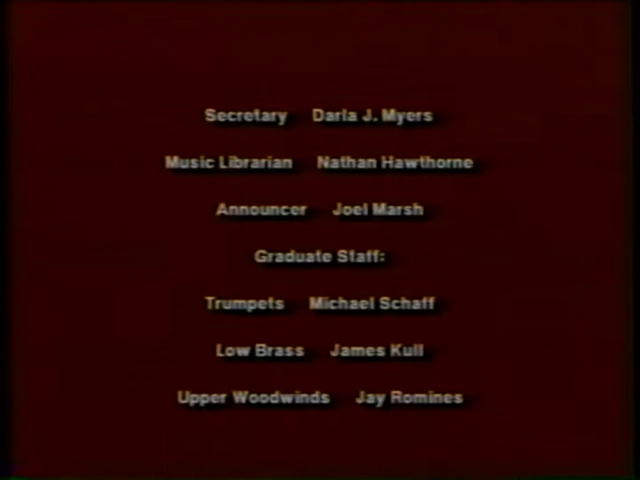 Secretary Darla J. Myers
Music Librarian Nathan Hawthorne
Announcer Joel Marsh
Graduate Staff:
Trumpets Michael Schaff
Low Brass James Kull
Upper Woodwinds Jay Romines